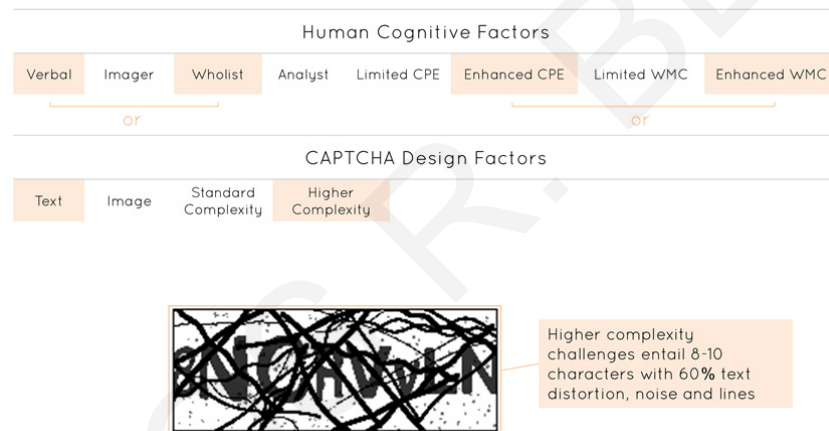 Human Cognitive Factors
Verbal Imager Wholist Analyst Limited CPE Enhanced CPE Limited WMC Enhanced WMC
or or
CAPTCHA Design Factors
Text Image Standard Complexity Higher Complexity
Higher complexity
challenges entail 8-10
characters with 60% text
distortion, noise and lines